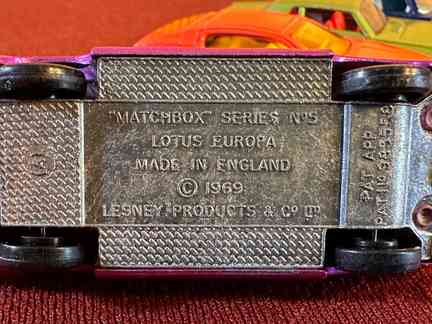 "MATCHBOX" SERIES Nº5
LOTUS EUROPA
MADE IN ENGLAND
© 1969
LESNEY PRODUCTS & Cº LTD
PAT APP